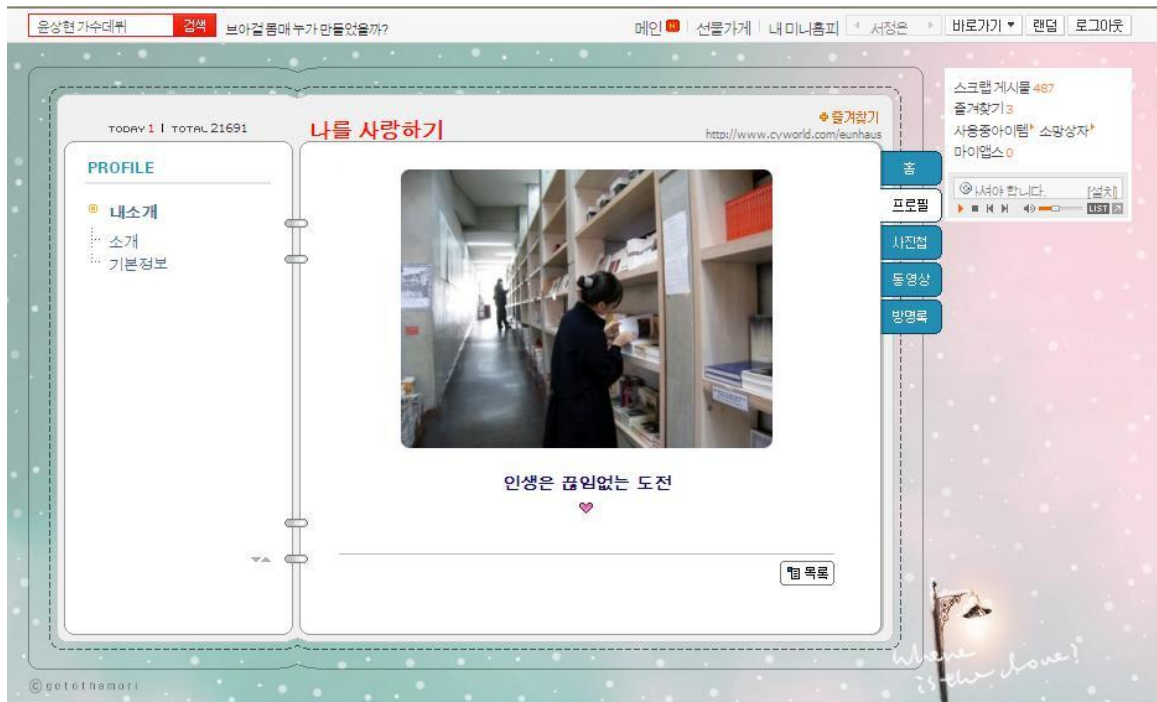 윤상현가수데뷔 검색 브아걸몸매누가만들었을까? 메인 N 선물가게 내 미니홈피 서정은 바로가기 랜덤 로그아웃
스크랩 게시물 487
즐겨찾기 3
사용중아이템 소망상자
마이앱스 0
셔야 합니다. [설치]
LIST
TODAY 1 | TOTAL 21691
나를 사랑하기
즐겨찾기
http://www.cyworld.com/eunhaus
PROFILE
내소개
소개
기본정보
홈
프로필
사진첩
동영상
방명록
인생은 끊임없는 도전
목록
where
is the love?
© gotothemori